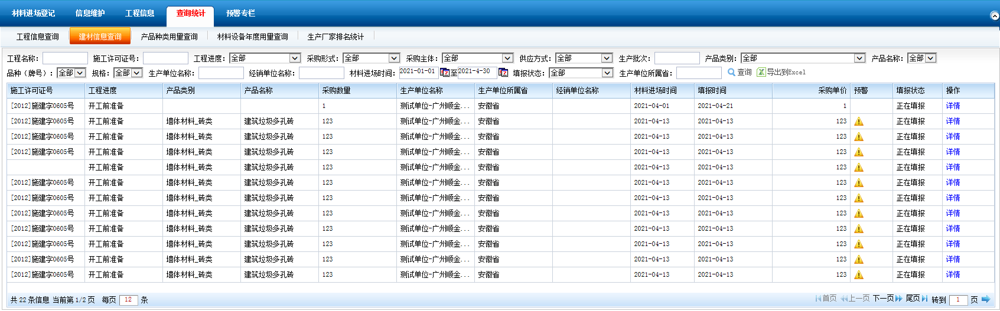 材料进场登记 信息维护 工程信息 查询统计 预警专栏
工程信息查询 建材信息查询 产品种类用量查询 材料设备年度用量查询 生产厂家排名统计
工程名称： 施工许可证号： 工程进度： 全部 采购形式： 全部 采购主体： 全部 供应方式： 全部 生产批次： 产品类别： 全部 产品名称： 全部
品种（牌号）： 全部 规格： 全部 生产单位名称： 经销单位名称： 材料进场时间： 2021-01-01 至 2021-4-30 填报状态： 全部 生产单位所属省： 查询 导出到Excel
施工许可证号 工程进度 产品类别 产品名称 采购数量 生产单位名称 生产单位所属省 经销单位名称 材料进场时间 填报时间 采购单价 预警 填报状态 操作
[2012]施建字0605号 开工前准备 1 测试单位-广州顺金... 安徽省 2021-04-01 2021-04-21 1 正在填报 详情
[2012]施建字0605号 开工前准备 墙体材料_砖类 建筑垃圾多孔砖 123 测试单位-广州顺金... 安徽省 2021-04-13 2021-04-13 123 正在填报 详情
[2012]施建字0605号 开工前准备 墙体材料_砖类 建筑垃圾多孔砖 123 测试单位-广州顺金... 安徽省 2021-04-13 2021-04-13 123 正在填报 详情
[2012]施建字0605号 开工前准备 墙体材料_砖类 建筑垃圾多孔砖 123 测试单位-广州顺金... 安徽省 2021-04-13 2021-04-13 123 正在填报 详情
开工前准备 墙体材料_砖类 建筑垃圾多孔砖 123 测试单位-广州顺金... 安徽省 2021-04-13 2021-04-13 123 正在填报 详情
[2012]施建字0605号 开工前准备 墙体材料_砖类 建筑垃圾多孔砖 123 测试单位-广州顺金... 安徽省 2021-04-13 2021-04-13 123 正在填报 详情
[2012]施建字0605号 开工前准备 墙体材料_砖类 建筑垃圾多孔砖 123 测试单位-广州顺金... 安徽省 2021-04-13 2021-04-13 123 正在填报 详情
[2012]施建字0605号 开工前准备 墙体材料_砖类 建筑垃圾多孔砖 123 测试单位-广州顺金... 安徽省 2021-04-13 2021-04-13 123 正在填报 详情
[2012]施建字0605号 开工前准备 墙体材料_砖类 建筑垃圾多孔砖 123 测试单位-广州顺金... 安徽省 2021-04-13 2021-04-13 123 正在填报 详情
[2012]施建字0605号 开工前准备 墙体材料_砖类 建筑垃圾多孔砖 123 测试单位-广州顺金... 安徽省 2021-04-13 2021-04-13 123 正在填报 详情
[2012]施建字0605号 开工前准备 墙体材料_砖类 建筑垃圾多孔砖 123 测试单位-广州顺金... 安徽省 2021-04-13 2021-04-13 123 正在填报 详情
[2012]施建字0605号 开工前准备 墙体材料_砖类 建筑垃圾多孔砖 123 测试单位-广州顺金... 安徽省 2021-04-13 2021-04-13 123 正在填报 详情
共 22 条信息 当前第 1/2 页 每页 12 条 首页 上一页 下一页 尾页 转到 1 页